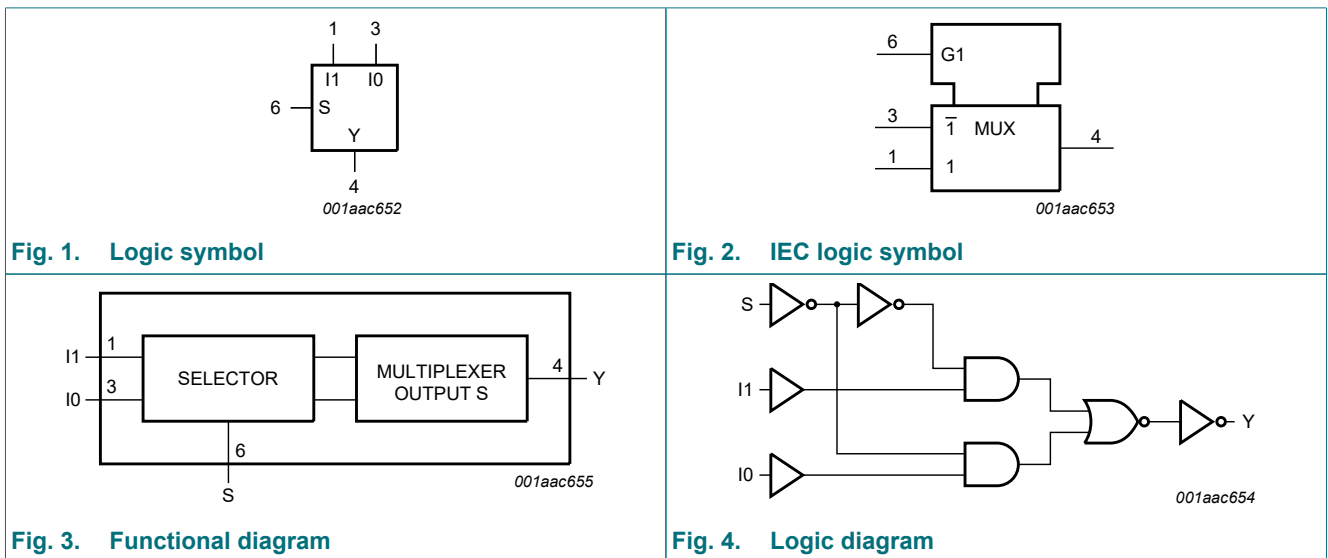 1 3
I1 I0
6 S
Y
4
001aac652
Fig. 1. Logic symbol
6 G1
3 1̅ MUX 4
1 1
001aac653
Fig. 2. IEC logic symbol
I1 1
I0 3
SELECTOR
MULTIPLEXER
OUTPUT S
4 Y
6
S
001aac655
Fig. 3. Functional diagram
S
I1
I0
Y
001aac654
Fig. 4. Logic diagram